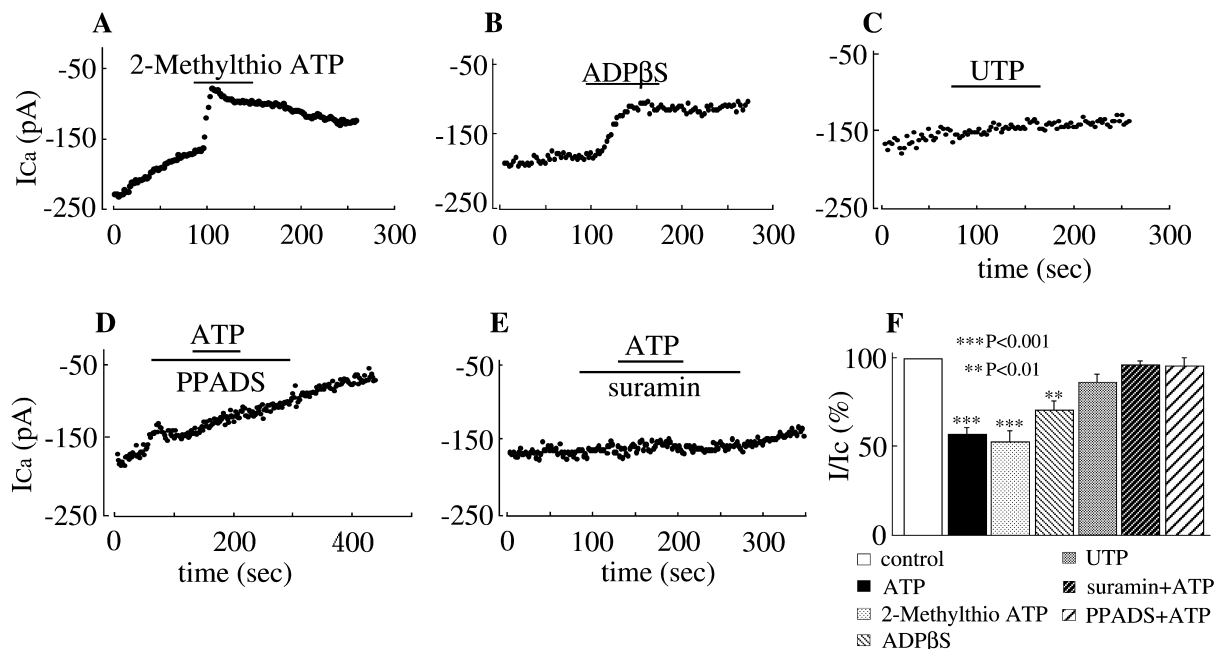 A
2-Methylthio ATP
ICa (pA)
-50
-150
-250
0 100 200 300
B
ADPβS
-50
-150
-250
0 100 200 300
C
UTP
-50
-150
-250
0 100 200 300
time (sec)
D
ATP
PPADS
ICa (pA)
-50
-150
-250
0 200 400
time (sec)
E
ATP
suramin
-50
-150
-250
0 100 200 300
time (sec)
F
***P<0.001
**P<0.01
I/Ic (%)
100
50
0
*** *** **
control
ATP
2-Methylthio ATP
ADPβS
UTP
suramin+ATP
PPADS+ATP